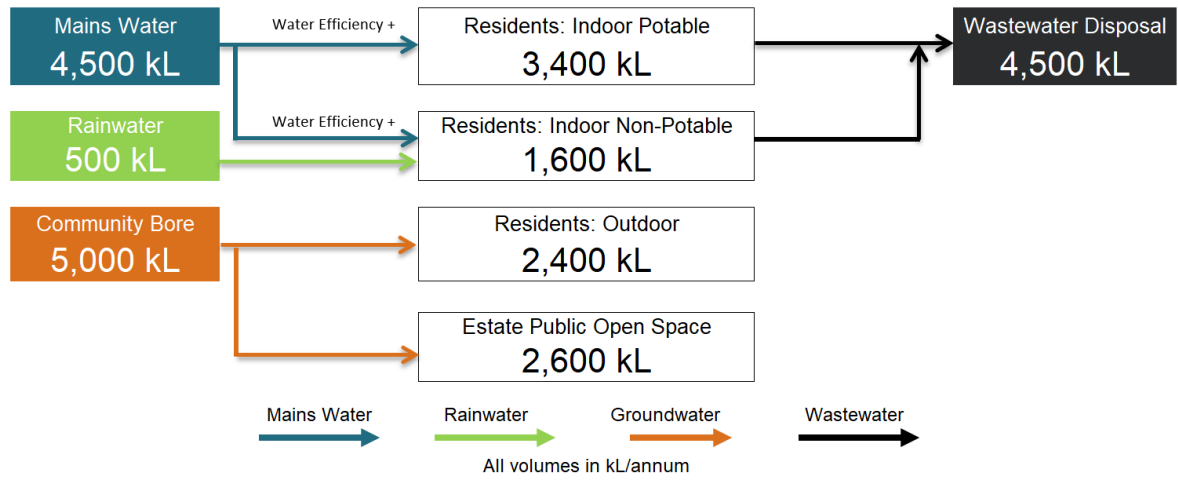 Mains Water
4,500 kL
Water Efficiency +
Residents: Indoor Potable
3,400 kL
Wastewater Disposal
4,500 kL
Rainwater
500 kL
Water Efficiency +
Residents: Indoor Non-Potable
1,600 kL
Community Bore
5,000 kL
Residents: Outdoor
2,400 kL
Estate Public Open Space
2,600 kL
Mains Water
Rainwater
Groundwater
Wastewater
All volumes in kL/annum